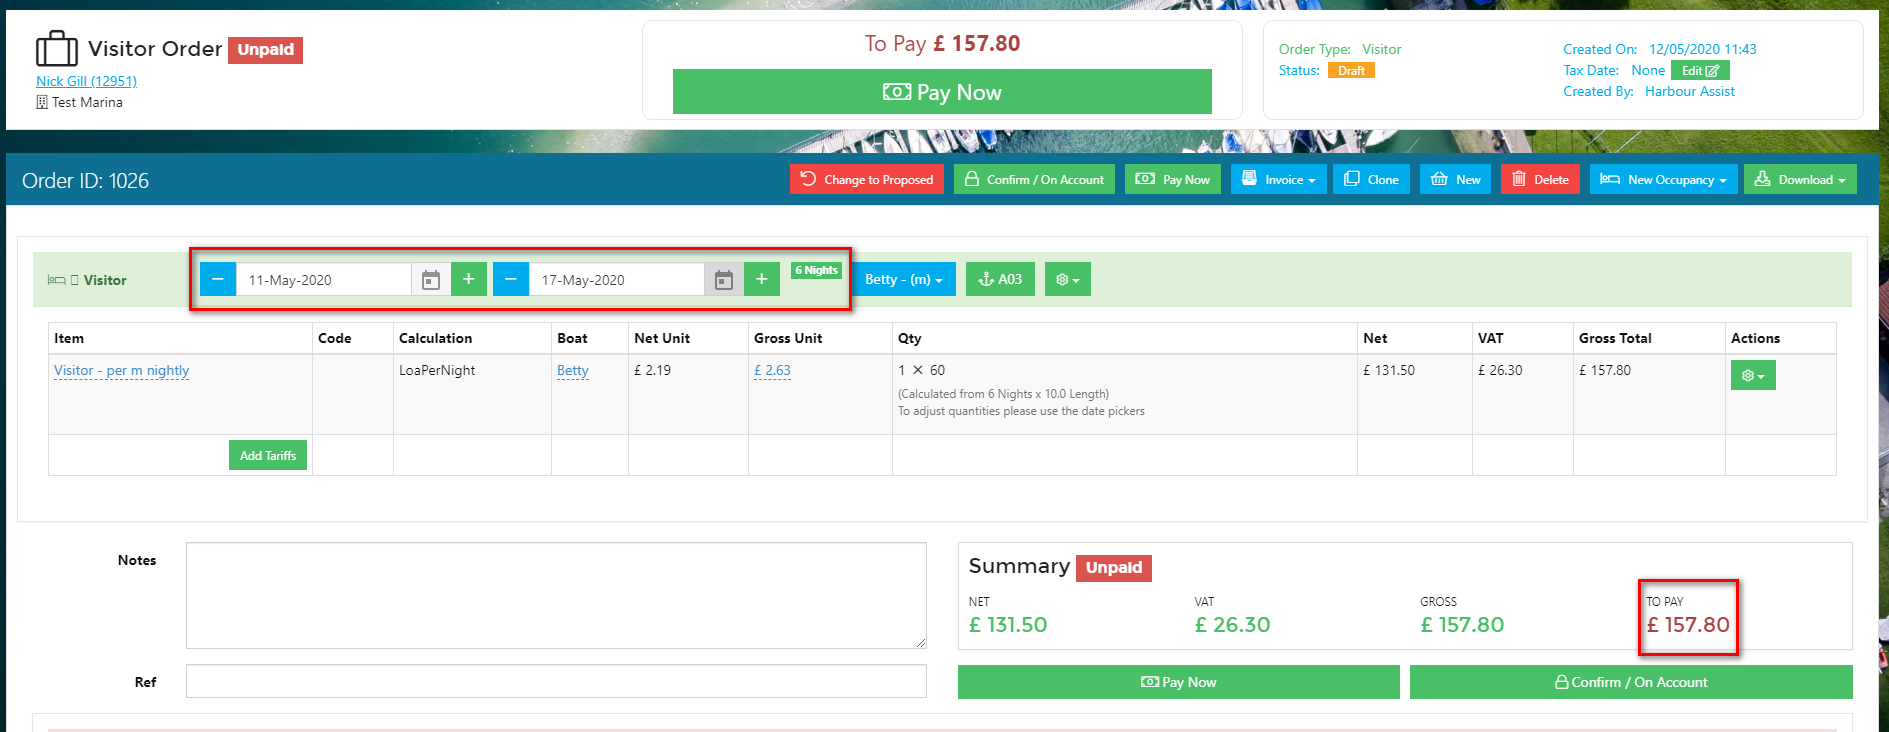 Visitor Order Unpaid
Nick Gill (12951)
Test Marina
To Pay £ 157.80
Pay Now
Order Type: Visitor
Status: Draft
Created On: 12/05/2020 11:43
Tax Date: None Edit
Created By: Harbour Assist
Order ID: 1026
Change to Proposed
Confirm / On Account
Pay Now
Invoice
Clone
New
Delete
New Occupancy
Download
Visitor
− 11-May-2020 + − 17-May-2020 + 6 Nights Betty - (m) A03
Item Code Calculation Boat Net Unit Gross Unit Qty Net VAT Gross Total Actions
Visitor - per m nightly LoaPerNight Betty £ 2.19 £ 2.63 1 × 60 £ 131.50 £ 26.30 £ 157.80
(Calculated from 6 Nights x 10.0 Length)
To adjust quantities please use the date pickers
Add Tariffs
Notes
Ref
Summary Unpaid
NET VAT GROSS TO PAY
£ 131.50 £ 26.30 £ 157.80 £ 157.80
Pay Now
Confirm / On Account